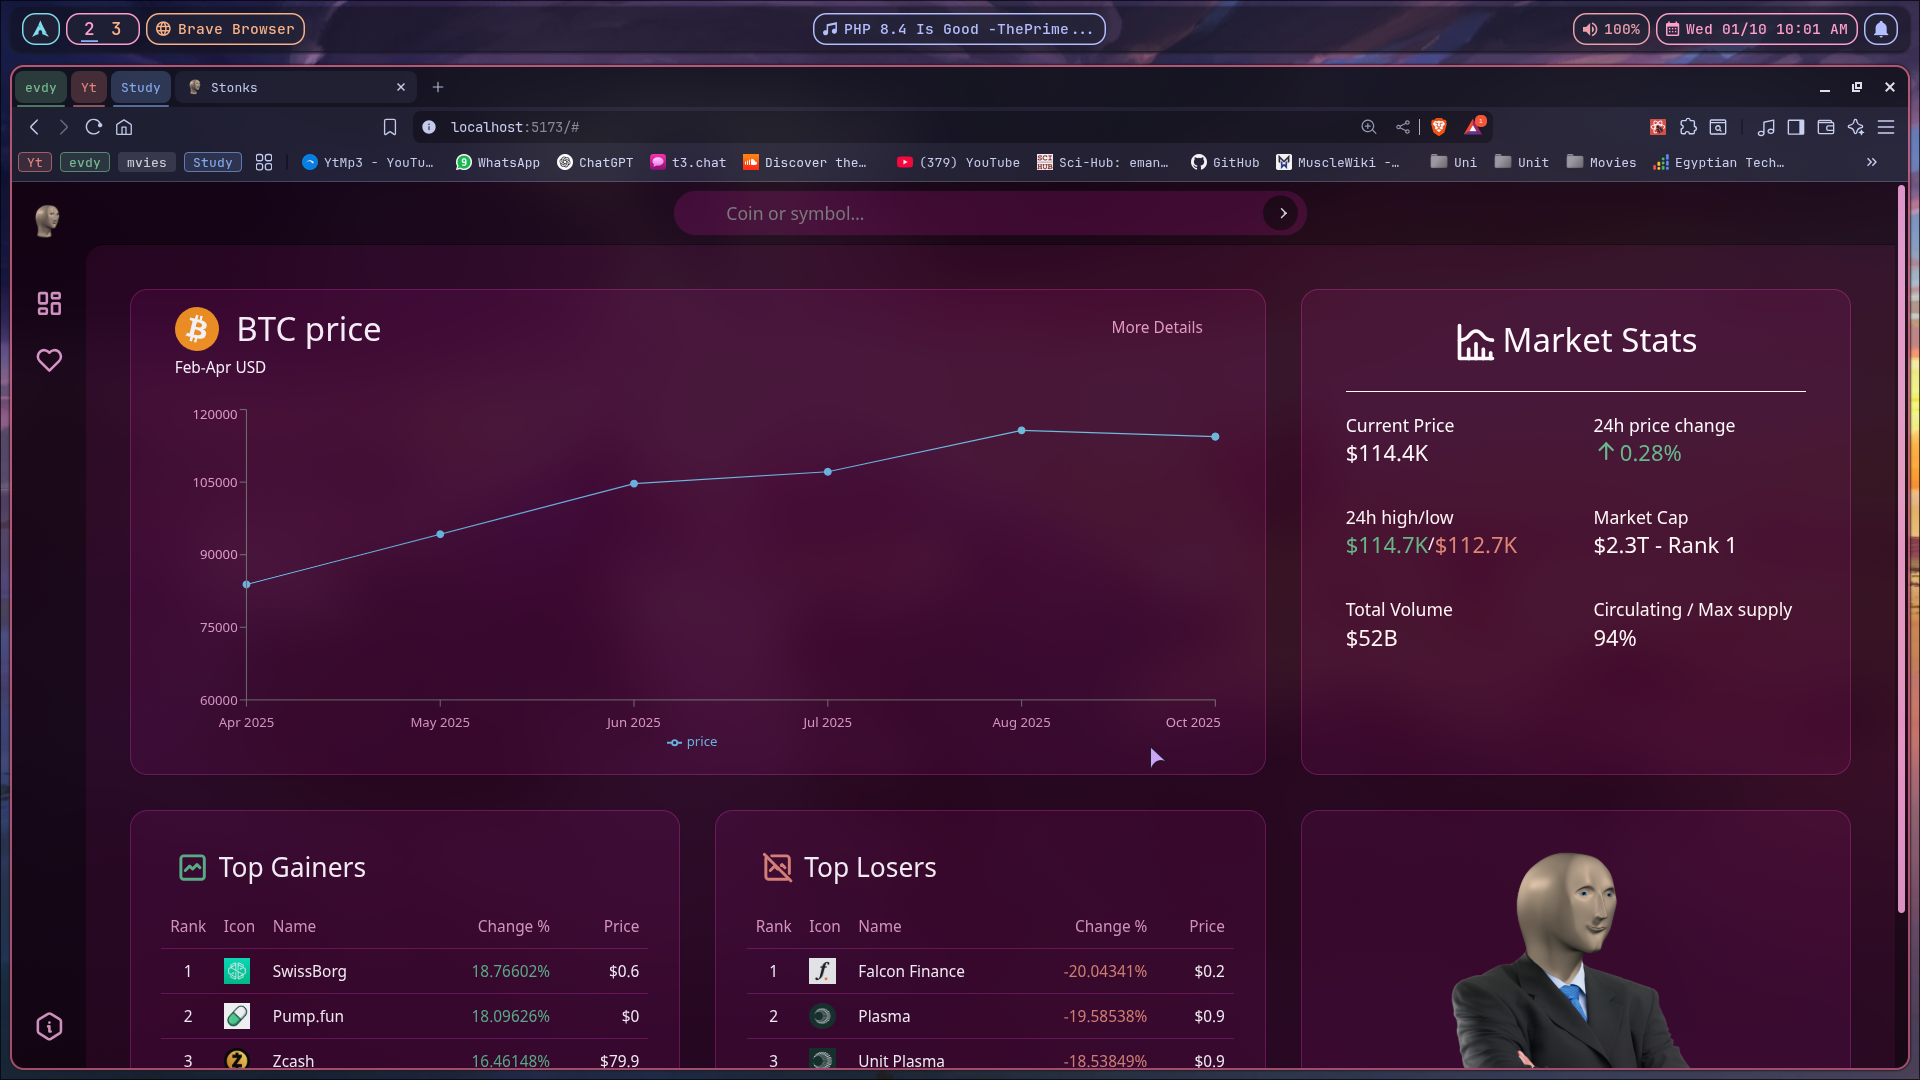 2 3
Brave Browser
PHP 8.4 Is Good -ThePrime...
100%
Wed 01/10 10:01 AM
evdy
Yt
Study
Stonks
localhost:5173/#
1
Yt
evdy
mvies
Study
YtMp3 - YouTu…
WhatsApp
ChatGPT
t3.chat
Discover the…
(379) YouTube
Sci-Hub: eman…
GitHub
MuscleWiki -…
Uni
Unit
Movies
Egyptian Tech…
Coin or symbol...
BTC price
More Details
Feb-Apr USD
120000
105000
90000
75000
60000
Apr 2025
May 2025
Jun 2025
Jul 2025
Aug 2025
Oct 2025
price
Market Stats
Current Price
$114.4K
24h price change
0.28%
24h high/low
$114.7K/$112.7K
Market Cap
$2.3T - Rank 1
Total Volume
$52B
Circulating / Max supply
94%
Top Gainers
Rank Icon Name Change % Price
1 SwissBorg 18.76602% $0.6
2 Pump.fun 18.09626% $0
3 Zcash 16.46148% $79.9
Top Losers
Rank Icon Name Change % Price
1 Falcon Finance -20.04341% $0.2
2 Plasma -19.58538% $0.9
3 Unit Plasma -18.53849% $0.9